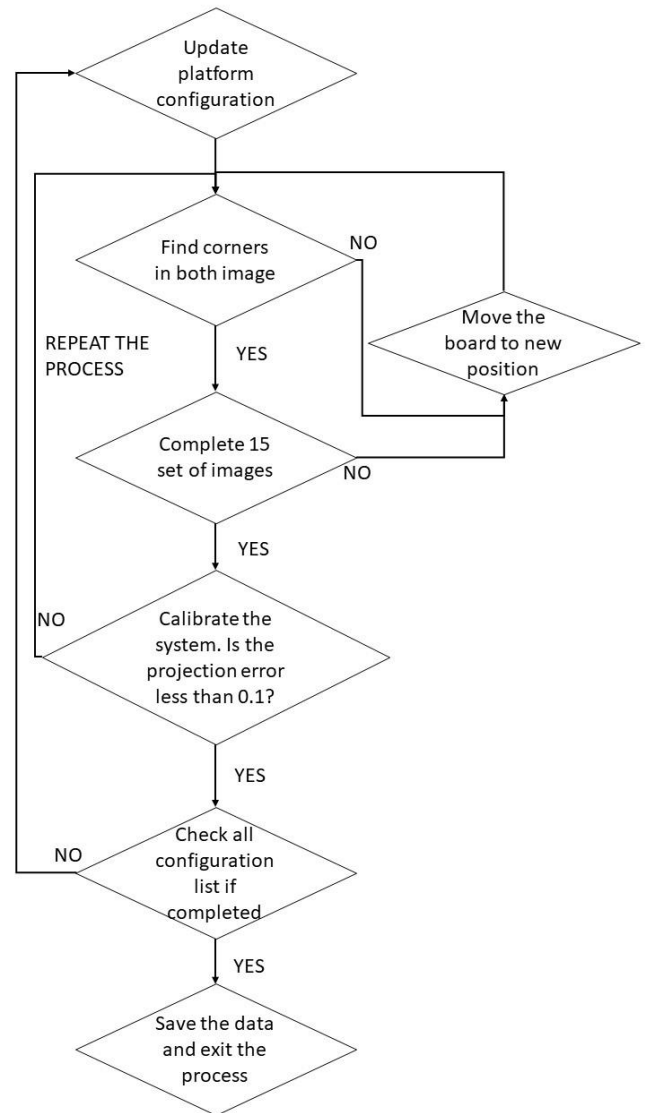 Update
platform
configuration
Find corners
in both image
NO
Move the
board to new
position
REPEAT THE
PROCESS
YES
Complete 15
set of images
NO
YES
NO
Calibrate the
system. Is the
projection error
less than 0.1?
YES
NO
Check all
configuration
list if
completed
YES
Save the data
and exit the
process